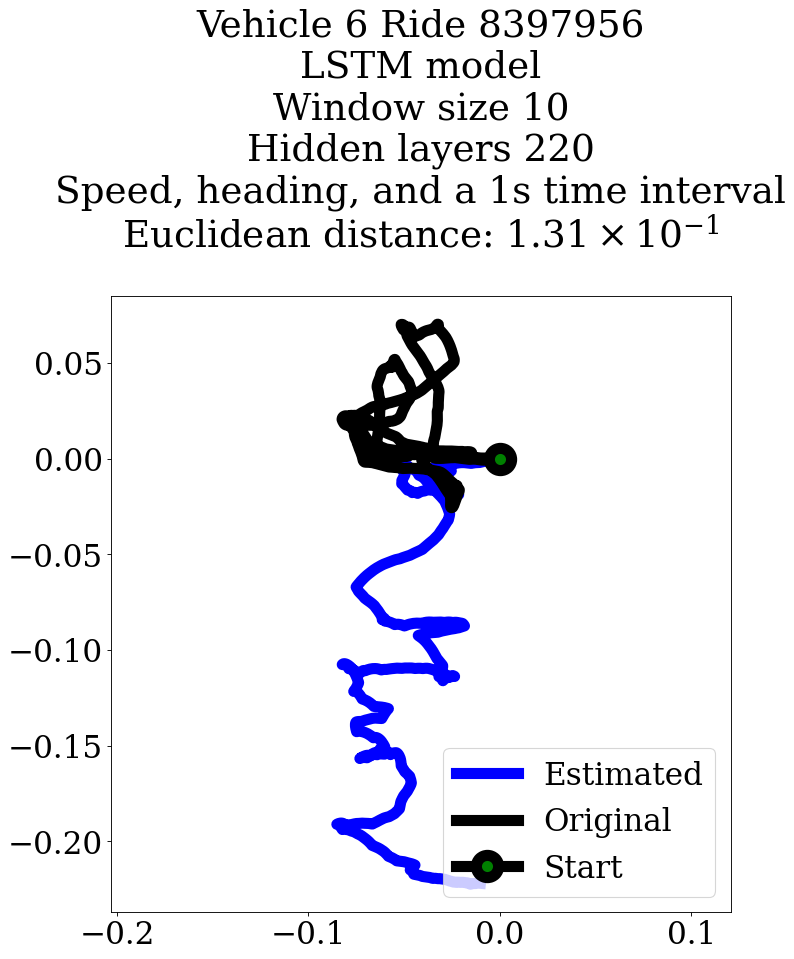 Vehicle 6 Ride 8397956
LSTM model
Window size 10
Hidden layers 220
Speed, heading, and a 1s time interval
Euclidean distance: 1.31 × 10⁻¹
0.05
0.00
−0.05
−0.10
−0.15
−0.20
Estimated
Original
Start
−0.2 −0.1 0.0 0.1